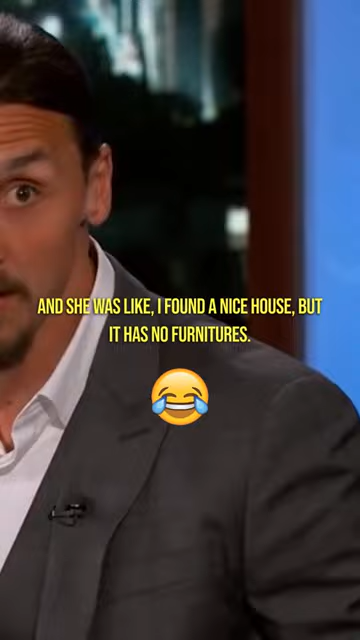 AND SHE WAS LIKE, I FOUND A NICE HOUSE, BUT
IT HAS NO FURNITURES.